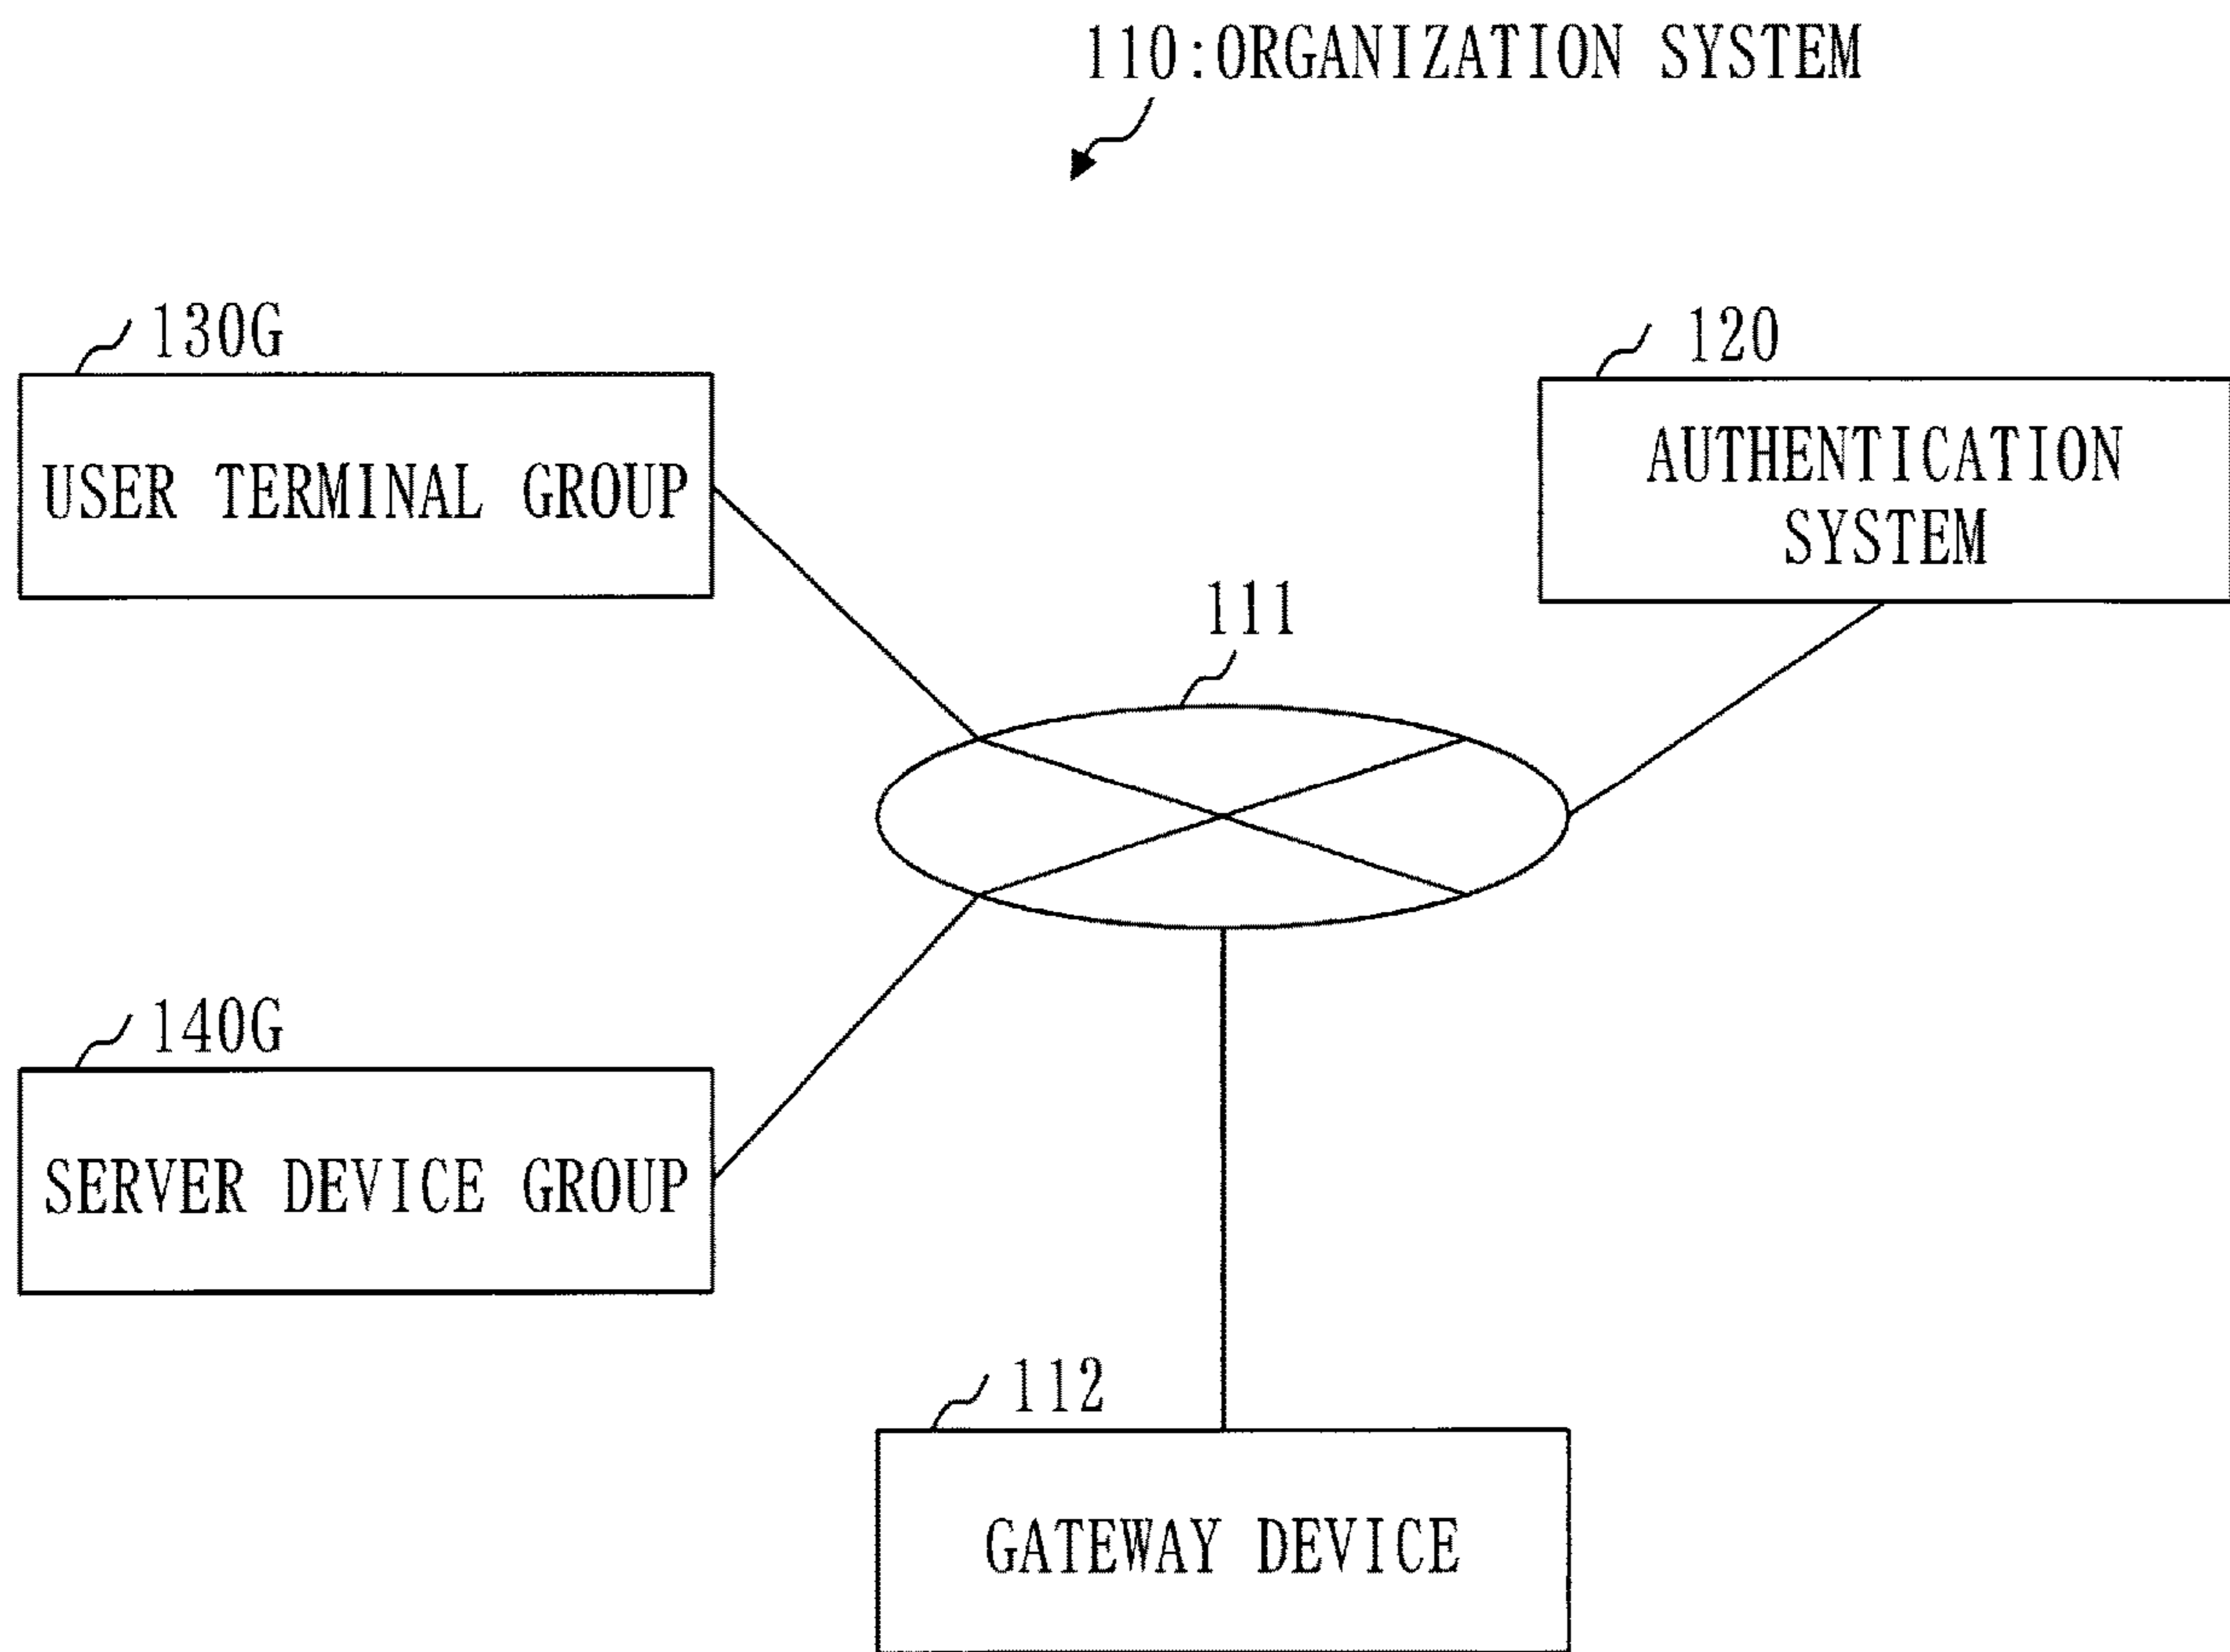 110:ORGANIZATION SYSTEM
130G
USER TERMINAL GROUP
120
AUTHENTICATION
SYSTEM
111
140G
SERVER DEVICE GROUP
112
GATEWAY DEVICE